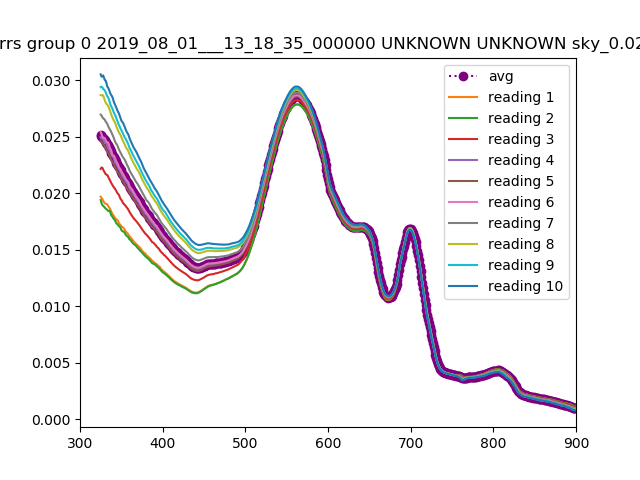 rrs group 0 2019_08_01___13_18_35_000000 UNKNOWN UNKNOWN sky_0.02
0.030
0.025
0.020
0.015
0.010
0.005
0.000
300 400 500 600 700 800 900
avg
reading 1
reading 2
reading 3
reading 4
reading 5
reading 6
reading 7
reading 8
reading 9
reading 10